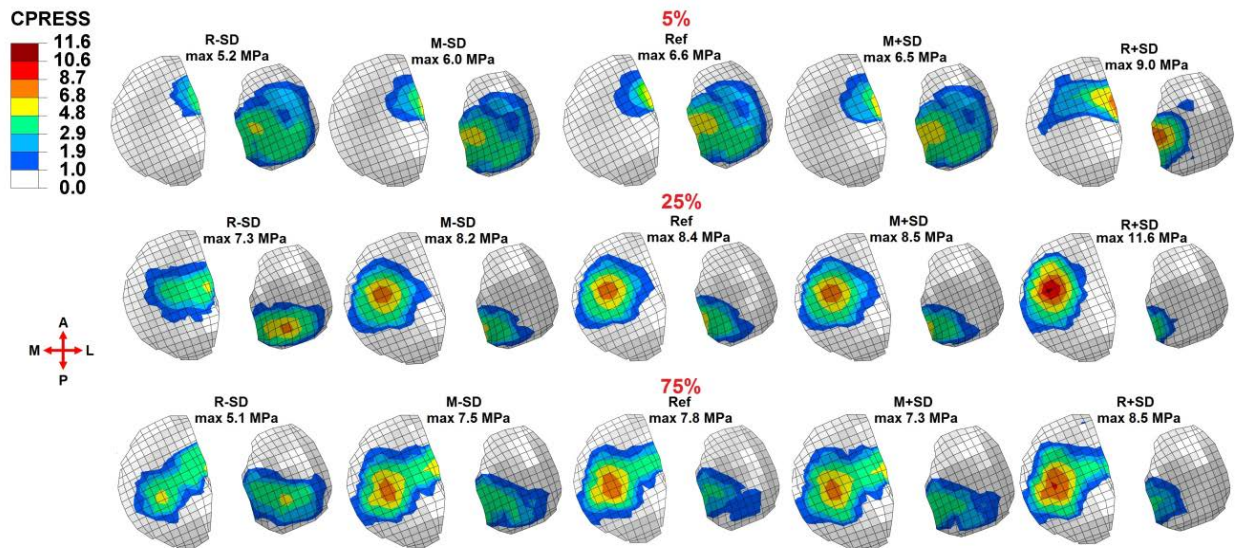 CPRESS
11.6
10.6
8.7
6.8
4.8
2.9
1.9
1.0
0.0
5%
R-SD
max 5.2 MPa
M-SD
max 6.0 MPa
Ref
max 6.6 MPa
M+SD
max 6.5 MPa
R+SD
max 9.0 MPa
25%
R-SD
max 7.3 MPa
M-SD
max 8.2 MPa
Ref
max 8.4 MPa
M+SD
max 8.5 MPa
R+SD
max 11.6 MPa
A
M L
P
75%
R-SD
max 5.1 MPa
M-SD
max 7.5 MPa
Ref
max 7.8 MPa
M+SD
max 7.3 MPa
R+SD
max 8.5 MPa